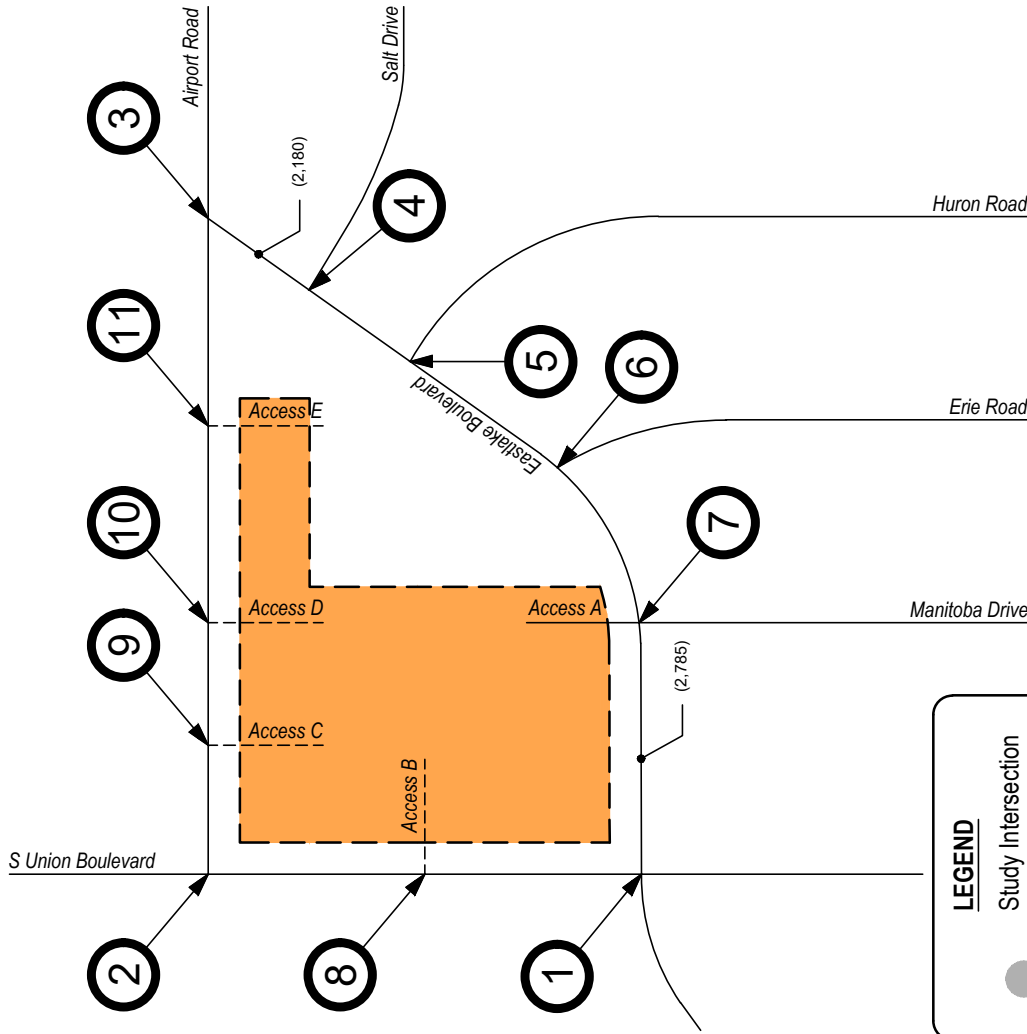 Airport Road
Salt Drive
3
(2,180)
4
11
Huron Road
5
6
Eastlake Boulevard
Erie Road
Access E
10
Access D
Access A
7
Manitoba Drive
9
Access C
(2,785)
Access B
S Union Boulevard
2
8
1
LEGEND
Study Intersection